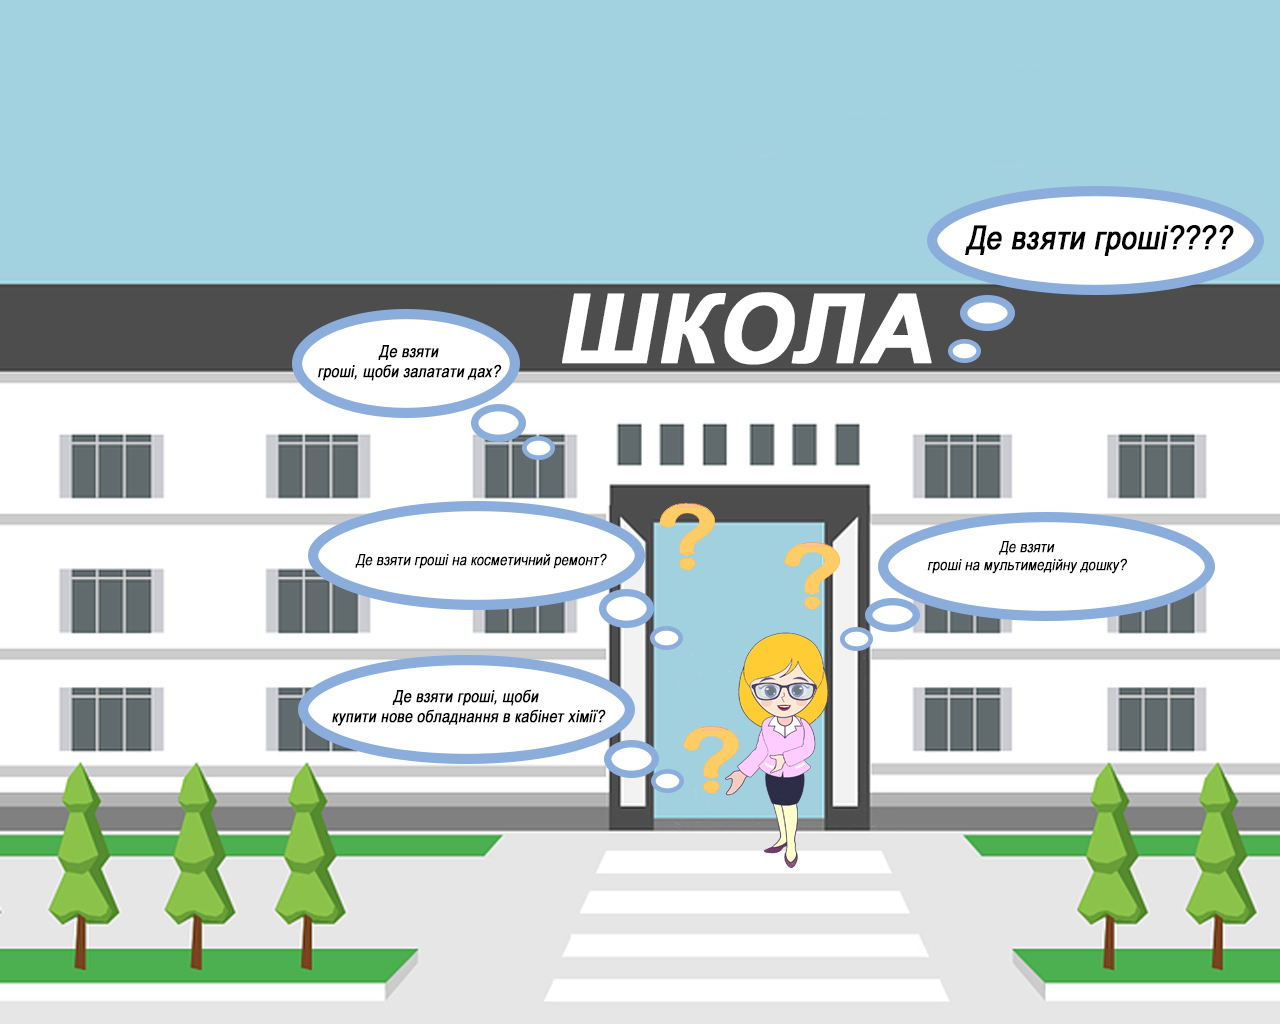 Де взяти гроші????
ШКОЛА
Де взяти
гроші, щоби залатати дах?
Де взяти гроші на косметичний ремонт?
Де взяти
гроші на мультимедійну дошку?
Де взяти гроші, щоби
купити нове обладнання в кабінет хімії?
?
?
?